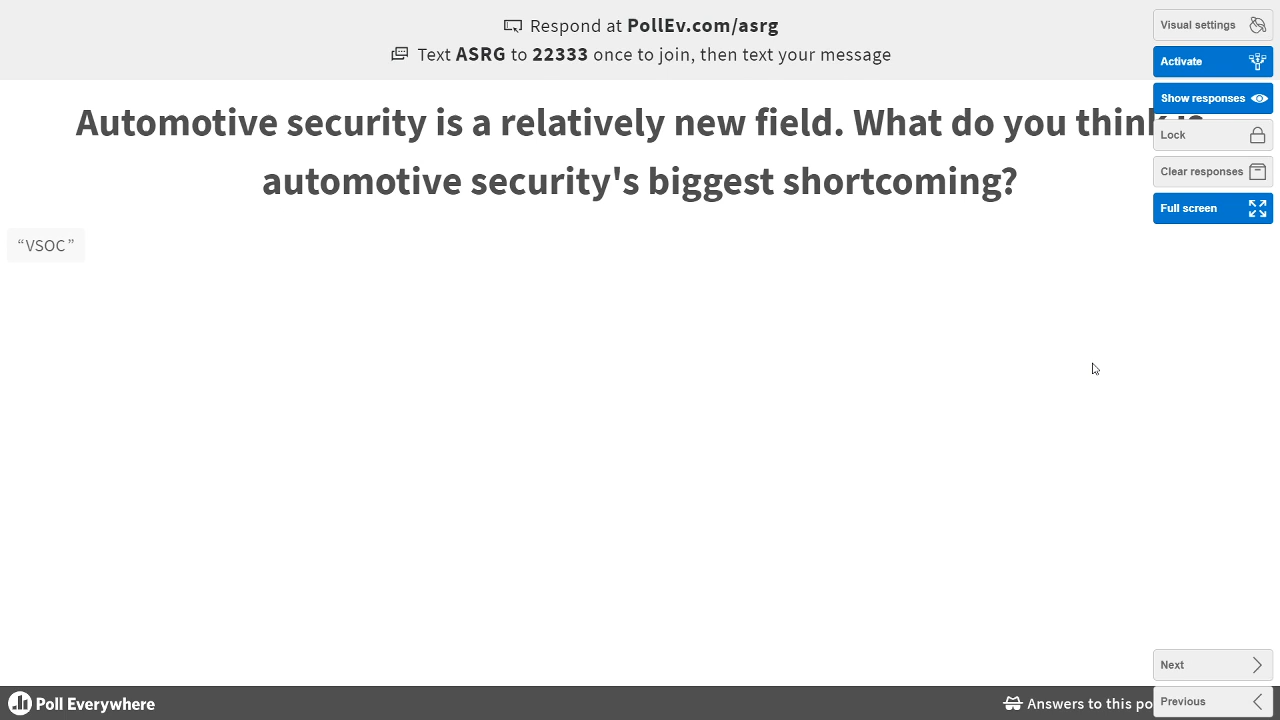 Respond at PollEv.com/asrg
Text ASRG to 22333 once to join, then text your message
Automotive security is a relatively new field. What do you think is
automotive security's biggest shortcoming?
“VSOC”
Visual settings
Activate
Show responses
Lock
Clear responses
Full screen
Next
Previous
Poll Everywhere
Answers to this po